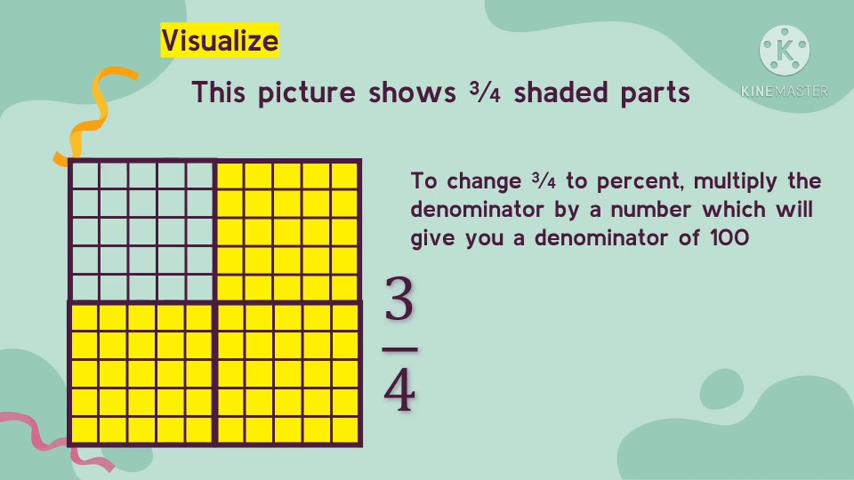 Visualize
This picture shows ¾ shaded parts
K
KINEMASTER
To change ¾ to percent, multiply the
denominator by a number which will
give you a denominator of 100
3
4